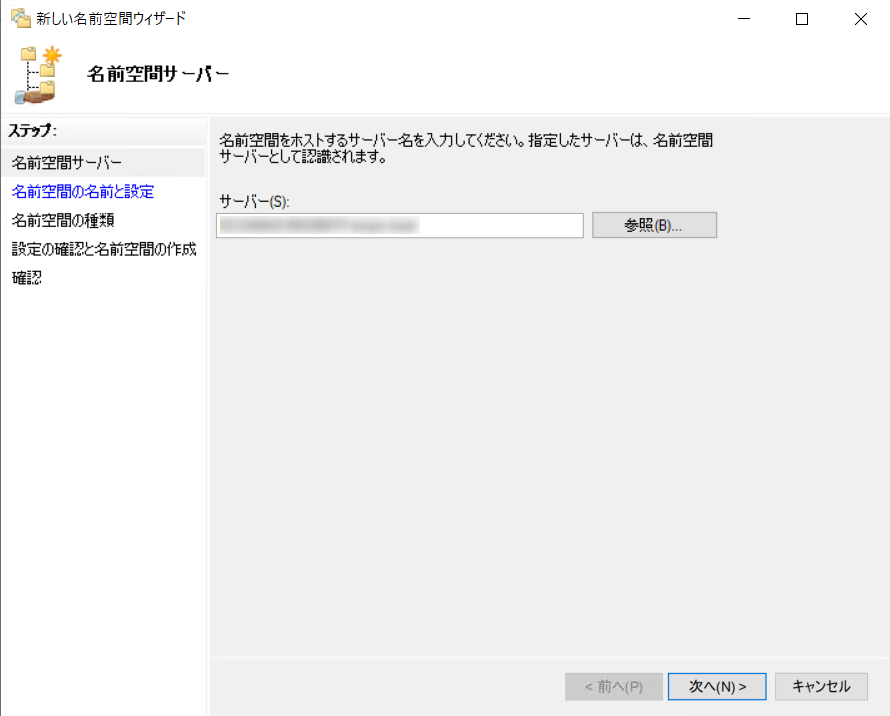 新しい名前空間ウィザード
名前空間サーバー
ステップ:
名前空間サーバー
名前空間の名前と設定
名前空間の種類
設定の確認と名前空間の作成
確認
名前空間をホストするサーバー名を入力してください。指定したサーバーは、名前空間
サーバーとして認識されます。
サーバー(S):
参照(B)...
< 前へ(P)
次へ(N) >
キャンセル